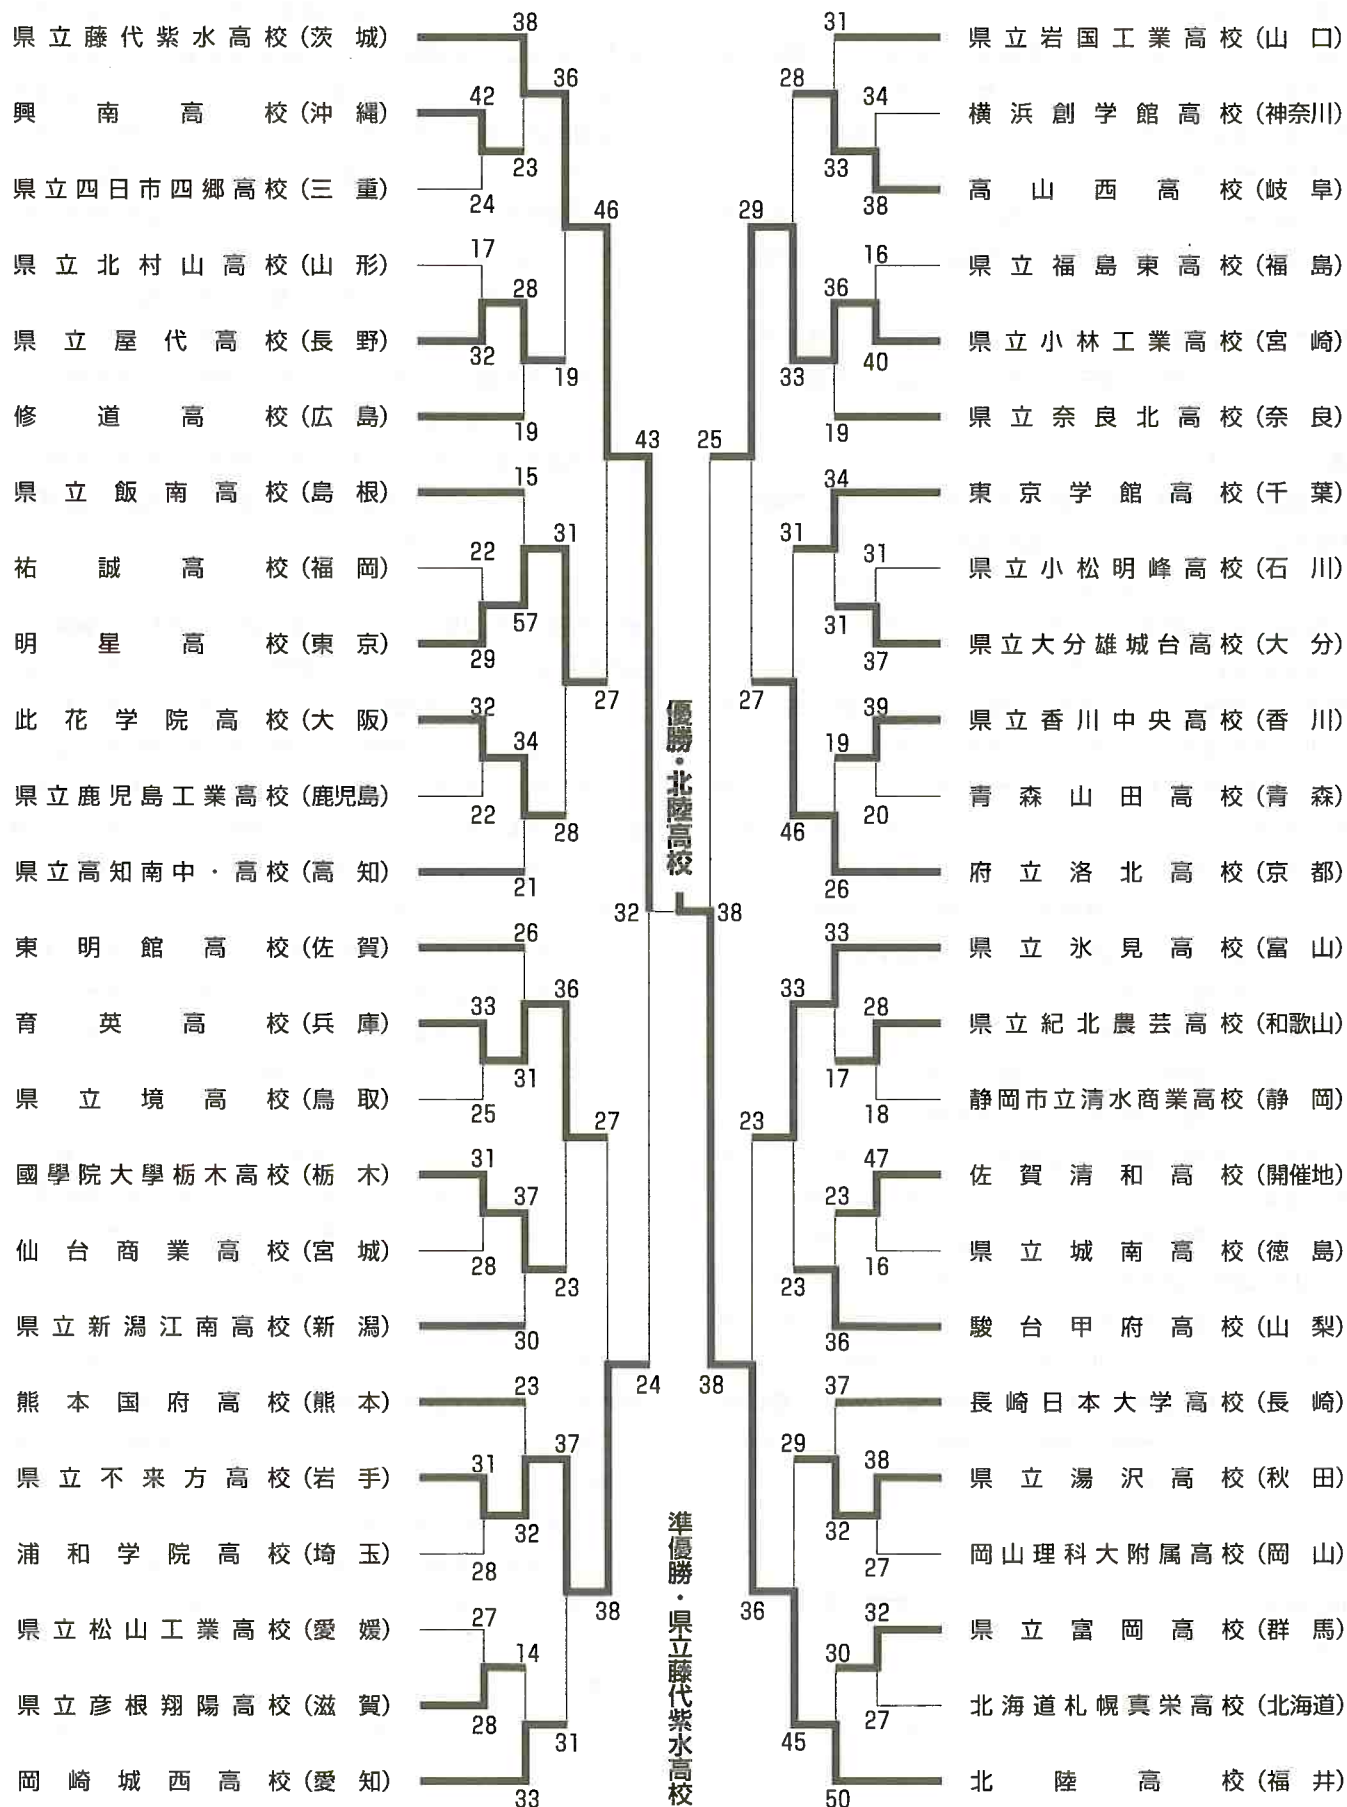 県立藤代紫水高校(茨城)
興南高校(沖縄)
県立四日市四郷高校(三重)
県立北村山高校(山形)
県立屋代高校(長野)
修道高校(広島)
県立飯南高校(島根)
祐誠高校(福岡)
明星高校(東京)
此花学院高校(大阪)
県立鹿児島工業高校(鹿児島)
県立高知南中・高校(高知)
東明館高校(佐賀)
育英高校(兵庫)
県立境高校(鳥取)
國學院大學栃木高校(栃木)
仙台商業高校(宮城)
県立新潟江南高校(新潟)
熊本国府高校(熊本)
県立不来方高校(岩手)
浦和学院高校(埼玉)
県立松山工業高校(愛媛)
県立彦根翔陽高校(滋賀)
岡崎城西高校(愛知)
38
42
23
24
17
28
32
19
15
22
57
29
32
34
22
21
26
33
31
25
31
37
28
30
23
31
32
28
27
14
28
33
36
19
31
28
36
23
37
31
46
27
27
38
43
24
32
優勝・北陸高校
準優勝・県立藤代紫水高校
38
25
38
29
27
23
36
28
33
31
46
33
23
29
45
31
34
33
38
16
36
40
19
34
31
31
37
39
19
20
26
33
28
17
18
47
23
16
36
37
38
32
27
32
30
27
50
県立岩国工業高校(山口)
横浜創学館高校(神奈川)
高山西高校(岐阜)
県立福島東高校(福島)
県立小林工業高校(宮崎)
県立奈良北高校(奈良)
東京学館高校(千葉)
県立小松明峰高校(石川)
県立大分雄城台高校(大分)
県立香川中央高校(香川)
青森山田高校(青森)
府立洛北高校(京都)
県立氷見高校(富山)
県立紀北農芸高校(和歌山)
静岡市立清水商業高校(静岡)
佐賀清和高校(開催地)
県立城南高校(徳島)
駿台甲府高校(山梨)
長崎日本大学高校(長崎)
県立湯沢高校(秋田)
岡山理科大附属高校(岡山)
県立富岡高校(群馬)
北海道札幌真栄高校(北海道)
北陸高校(福井)